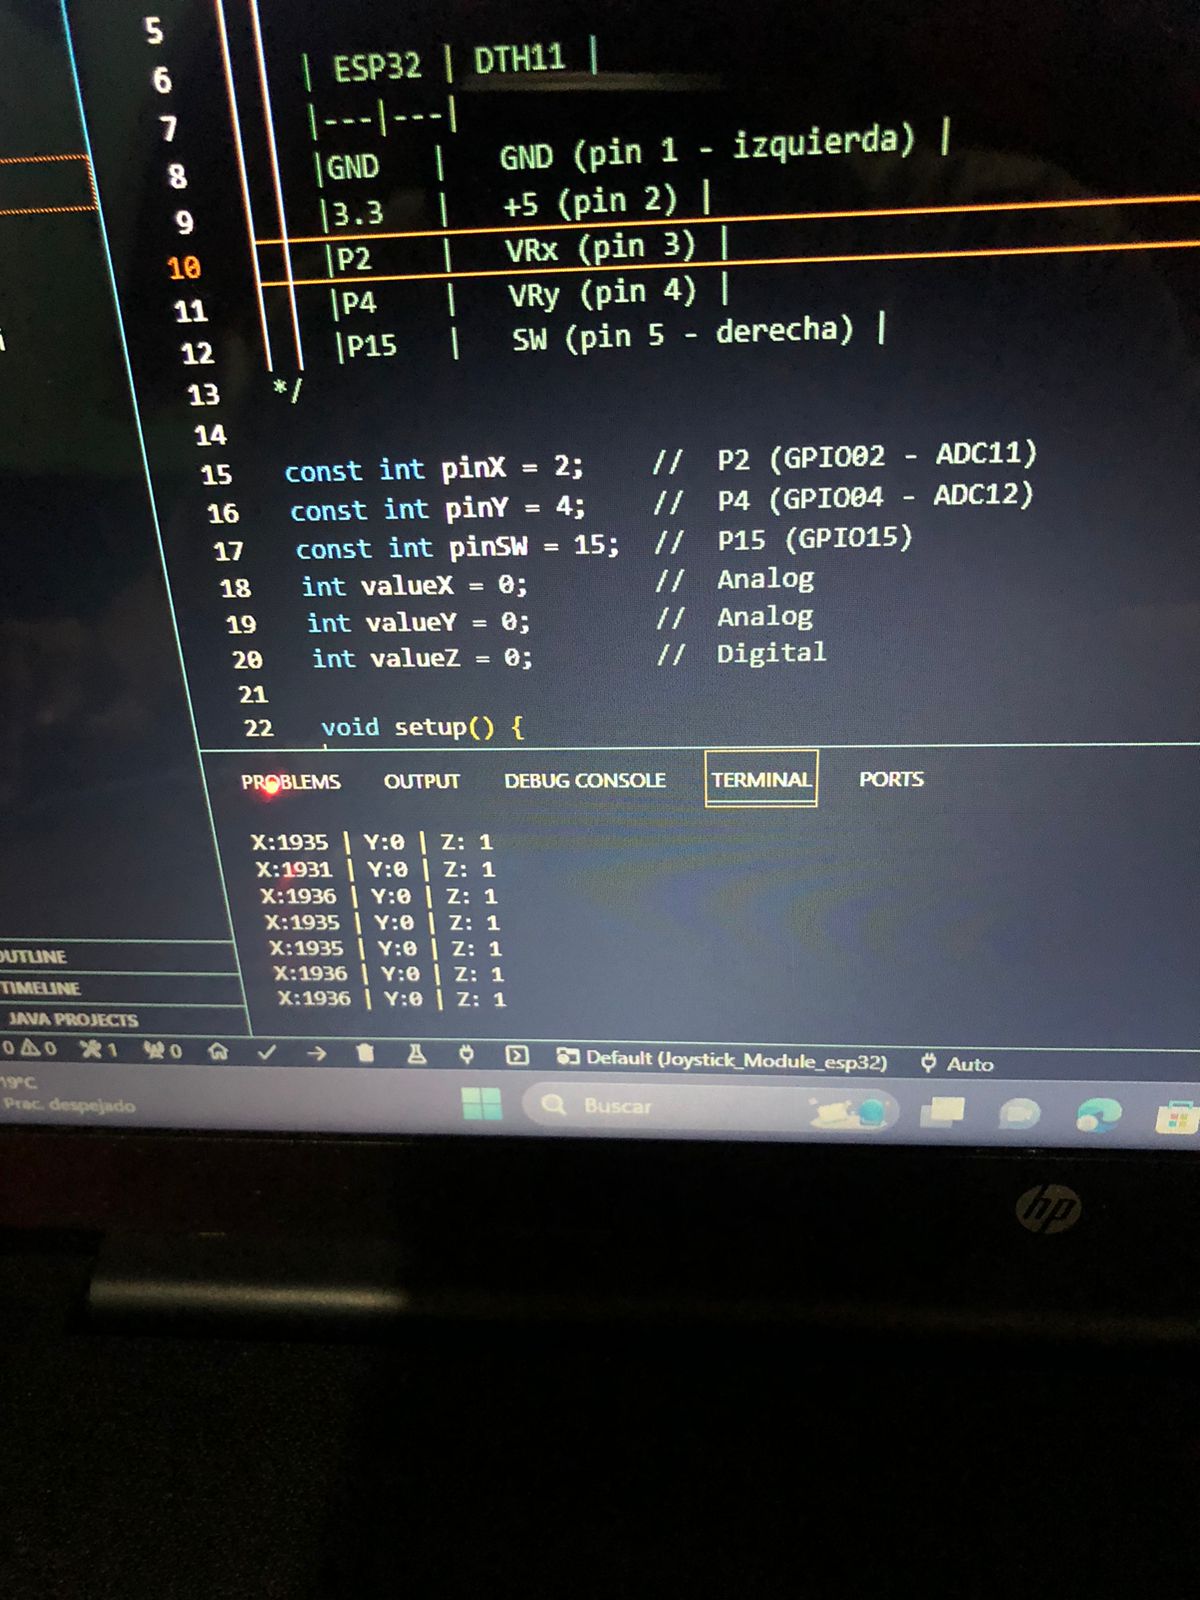 5
6 | ESP32 | DTH11 |
7 |---|---|
8 |GND | GND (pin 1 - izquierda) |
9 |3.3 | +5 (pin 2) |
10 |P2 | VRx (pin 3) |
11 |P4 | VRy (pin 4) |
12 |P15 | SW (pin 5 - derecha) |
13 */
14
15 const int pinX = 2; // P2 (GPIO02 - ADC11)
16 const int pinY = 4; // P4 (GPIO04 - ADC12)
17 const int pinSW = 15; // P15 (GPIO15)
18 int valueX = 0; // Analog
19 int valueY = 0; // Analog
20 int valueZ = 0; // Digital
21
22 void setup() {
PROBLEMS OUTPUT DEBUG CONSOLE TERMINAL PORTS
X:1935 | Y:0 | Z: 1
X:1931 | Y:0 | Z: 1
X:1936 | Y:0 | Z: 1
X:1935 | Y:0 | Z: 1
X:1935 | Y:0 | Z: 1
X:1936 | Y:0 | Z: 1
X:1936 | Y:0 | Z: 1
OUTLINE
TIMELINE
JAVA PROJECTS
0 0 1 0 Default (Joystick_Module_esp32) Auto
19°C
Prac. despejado
Buscar
hp